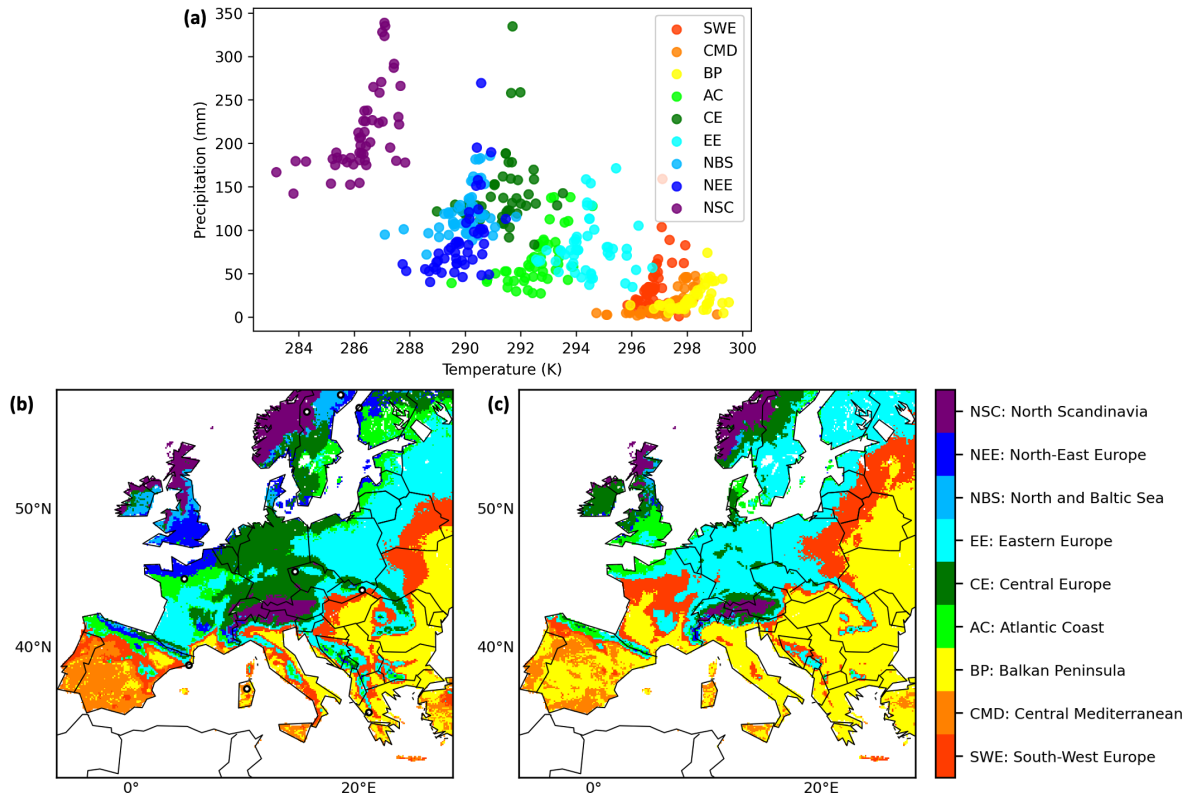 (a)
350
300
250
200
150
100
50
0
Precipitation (mm)
SWE
CMD
BP
AC
CE
EE
NBS
NEE
NSC
284 286 288 290 292 294 296 298 300
Temperature (K)
(b)
50°N
40°N
0° 20°E
(c)
50°N
40°N
0° 20°E
NSC: North Scandinavia
NEE: North-East Europe
NBS: North and Baltic Sea
EE: Eastern Europe
CE: Central Europe
AC: Atlantic Coast
BP: Balkan Peninsula
CMD: Central Mediterranean
SWE: South-West Europe